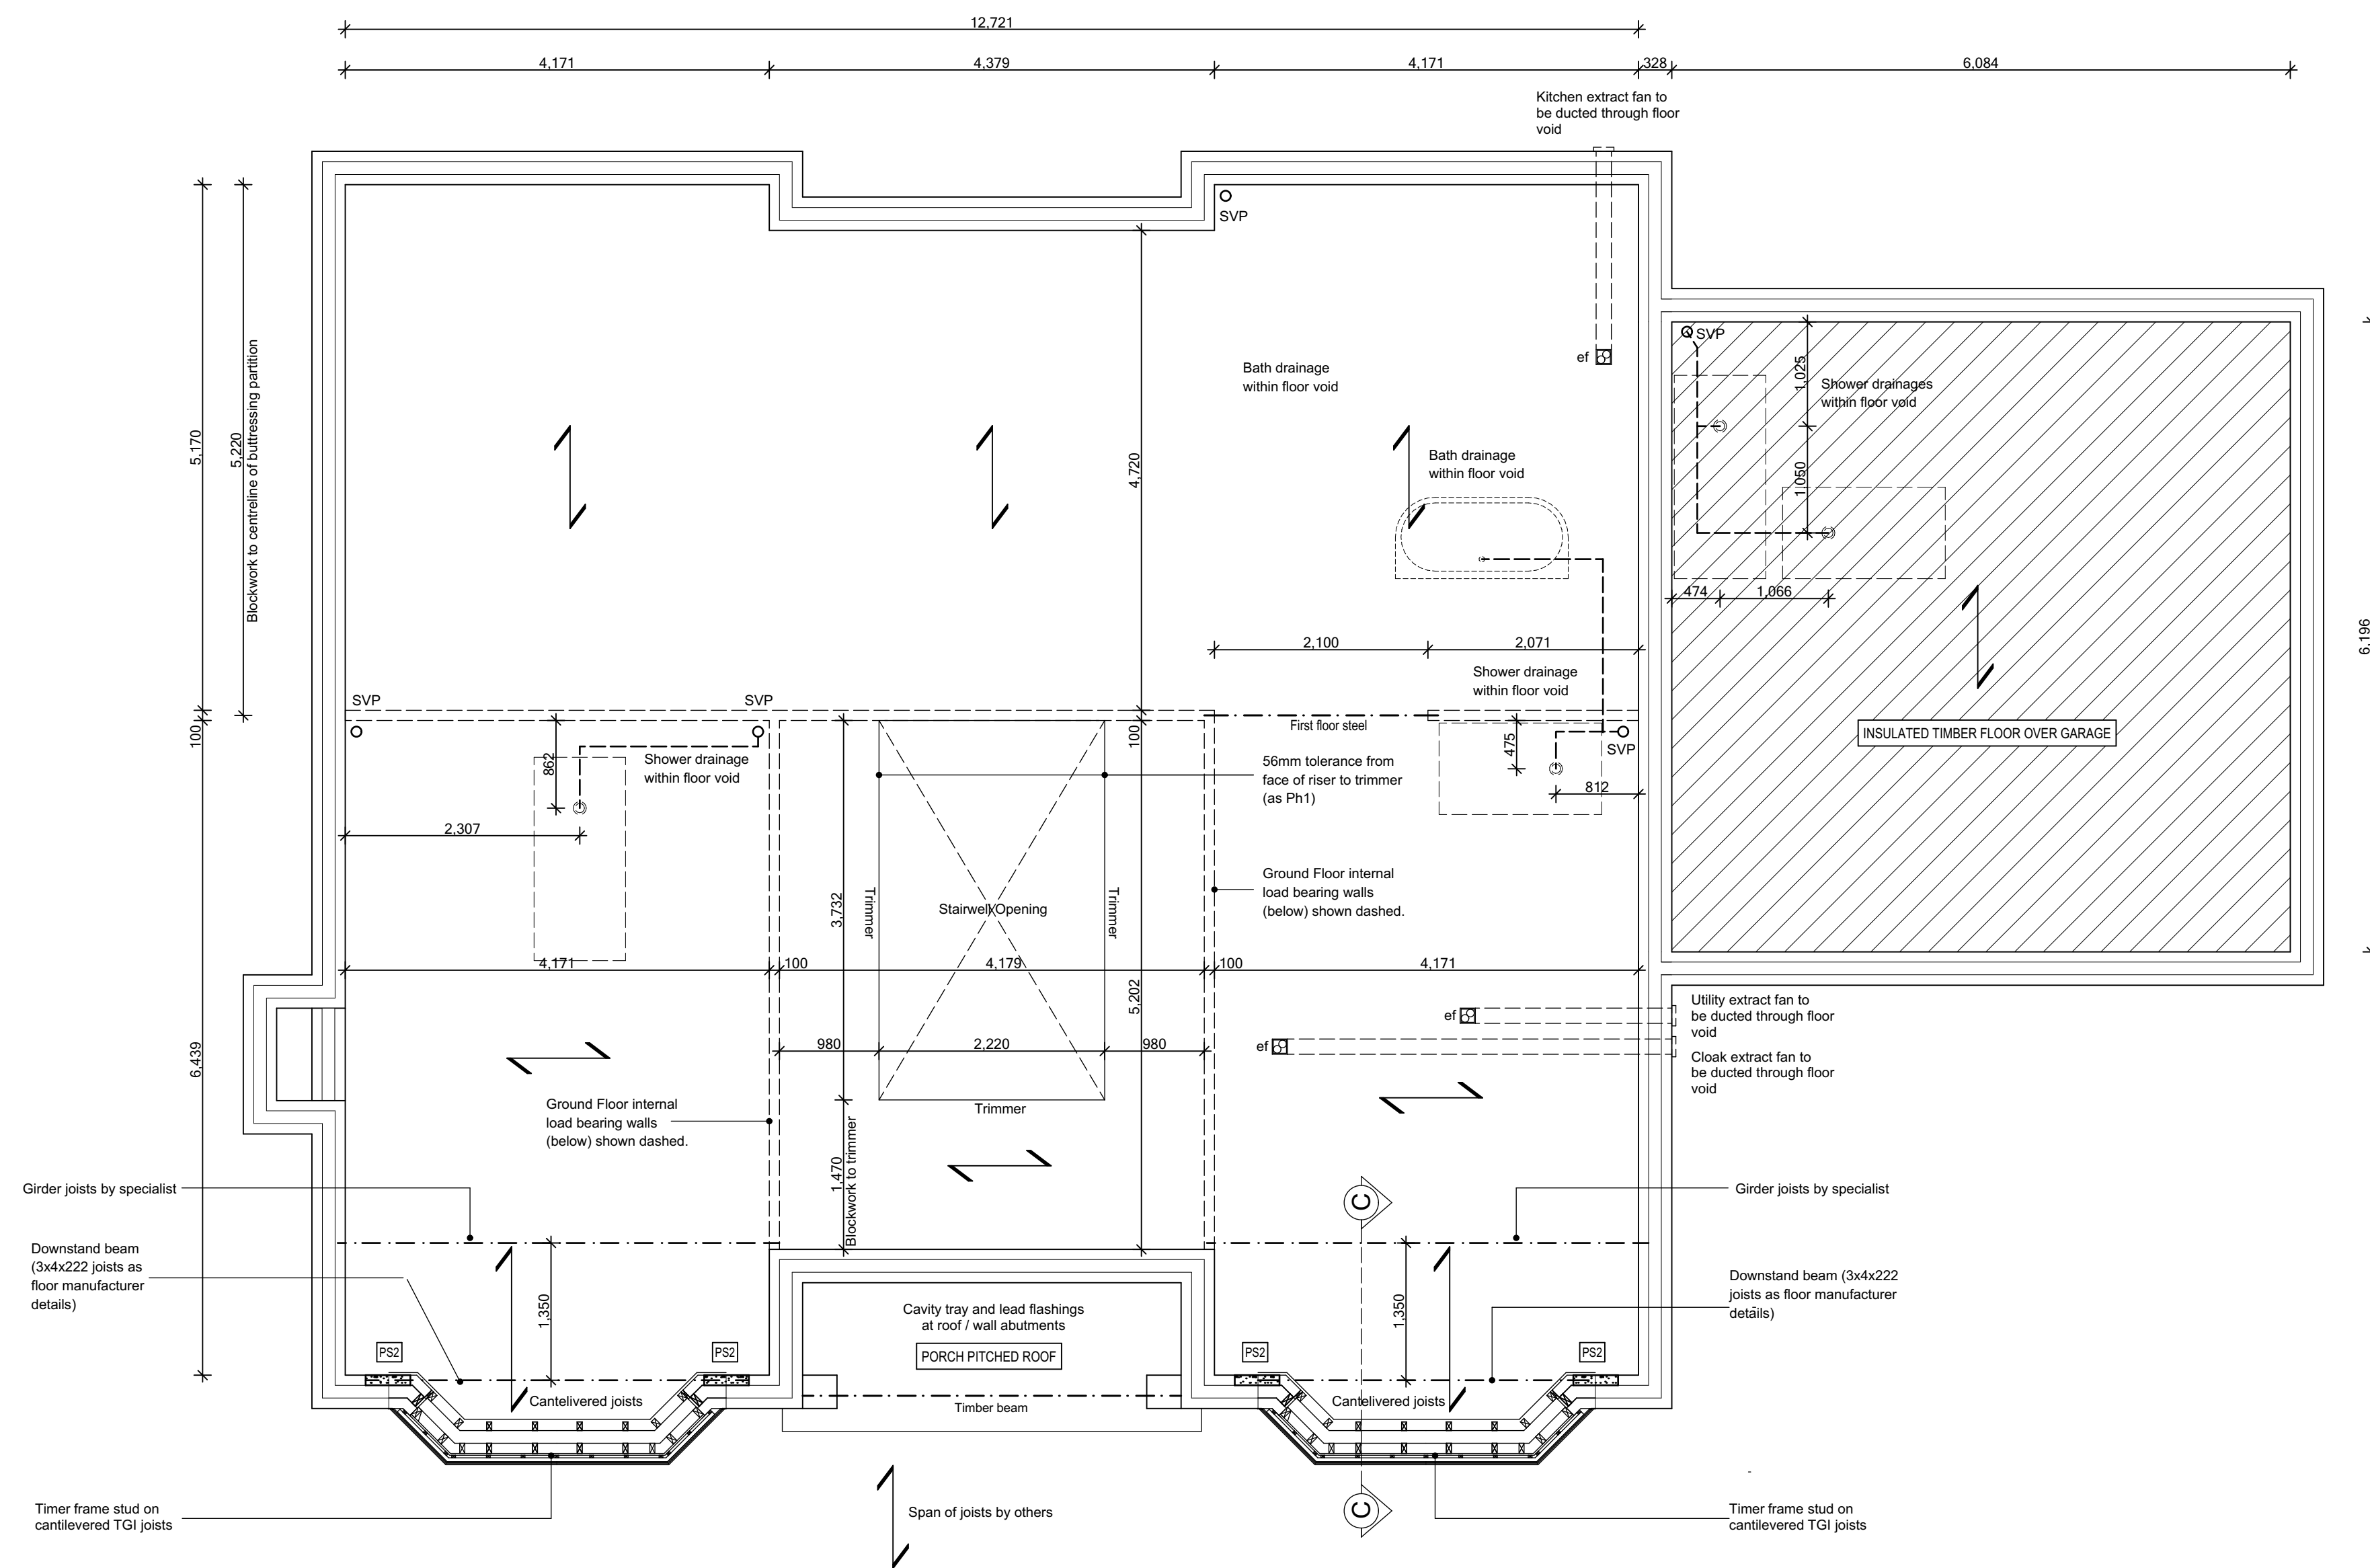 12,721
4,171
4,379
4,171
328
6,084
Kitchen extract fan to
be ducted through floor
void
SVP
SVP
ef
1,025
Shower drainages
within floor void
Bath drainage
within floor void
5,170
5,220
Blockwork to centreline of buttressing partition
4,720
Bath drainage
within floor void
1,050
474
1,066
6,196
2,100
2,071
Shower drainage
within floor void
SVP
SVP
100
100
First floor steel
475
SVP
INSULATED TIMBER FLOOR OVER GARAGE
862
Shower drainage
within floor void
56mm tolerance from
face of riser to trimmer
(as Ph1)
812
2,307
3,732
Trimmer
Stairwell Opening
Trimmer
Ground Floor internal
load bearing walls
(below) shown dashed.
4,171
100
4,179
100
4,171
5,202
6,439
Utility extract fan to
be ducted through floor
void
ef
980
2,220
980
ef
Cloak extract fan to
be ducted through floor
void
Ground Floor internal
load bearing walls
(below) shown dashed.
Trimmer
1,470
Blockwork to trimmer
Girder joists by specialist
C
Girder joists by specialist
Downstand beam
(3x4x222 joists as
floor manufacturer
details)
1,350
1,350
Downstand beam (3x4x222
joists as floor manufacturer
details)
Cavity tray and lead flashings
at roof / wall abutments
PORCH PITCHED ROOF
PS2
PS2
PS2
PS2
Cantelivered joists
Timber beam
Cantelivered joists
Timer frame stud on
cantilevered TGI joists
Span of joists by others
C
Timer frame stud on
cantilevered TGI joists